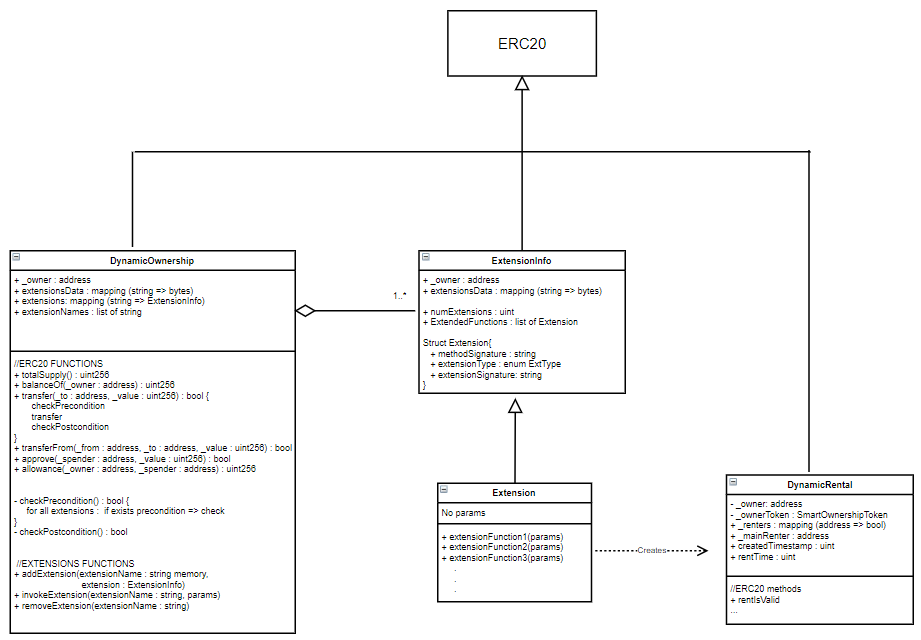 ERC20
DynamicOwnership
+ _owner : address
+ extensionsData : mapping (string => bytes)
+ extensions: mapping (string => ExtensionInfo)
+ extensionNames : list of string
//ERC20 FUNCTIONS
+ totalSupply() : uint256
+ balanceOf(_owner : address) : uint256
+ transfer(_to : address, _value : uint256) : bool {
checkPrecondition
transfer
checkPostcondition
}
+ transferFrom(_from : address, _to : address, _value : uint256) : bool
+ approve(_spender : address, _value : uint256) : bool
+ allowance(_owner : address, _spender : address) : uint256
- checkPrecondition() : bool {
for all extensions : if exists precondition => check
}
- checkPostcondition() : bool
//EXTENSIONS FUNCTIONS
+ addExtension(extensionName : string memory,
extension : ExtensionInfo)
+ invokeExtension(extensionName : string, params)
+ removeExtension(extensionName : string)
1..*
ExtensionInfo
+ _owner : address
+ extensionsData : mapping (string => bytes)
+ numExtensions : uint
+ ExtendedFunctions : list of Extension
Struct Extension{
+ methodSignature : string
+ extensionType : enum ExtType
+ extensionSignature: string
}
Extension
No params
+ extensionFunction1(params)
+ extensionFunction2(params)
+ extensionFunction3(params)
.
.
.
Creates
DynamicRental
- _owner: address
- _ownerToken : SmartOwnershipToken
+ _renters : mapping (address => bool)
+ _mainRenter : address
+ createdTimestamp : uint
+ rentTime : uint
//ERC20 methods
+ rentIsValid
...